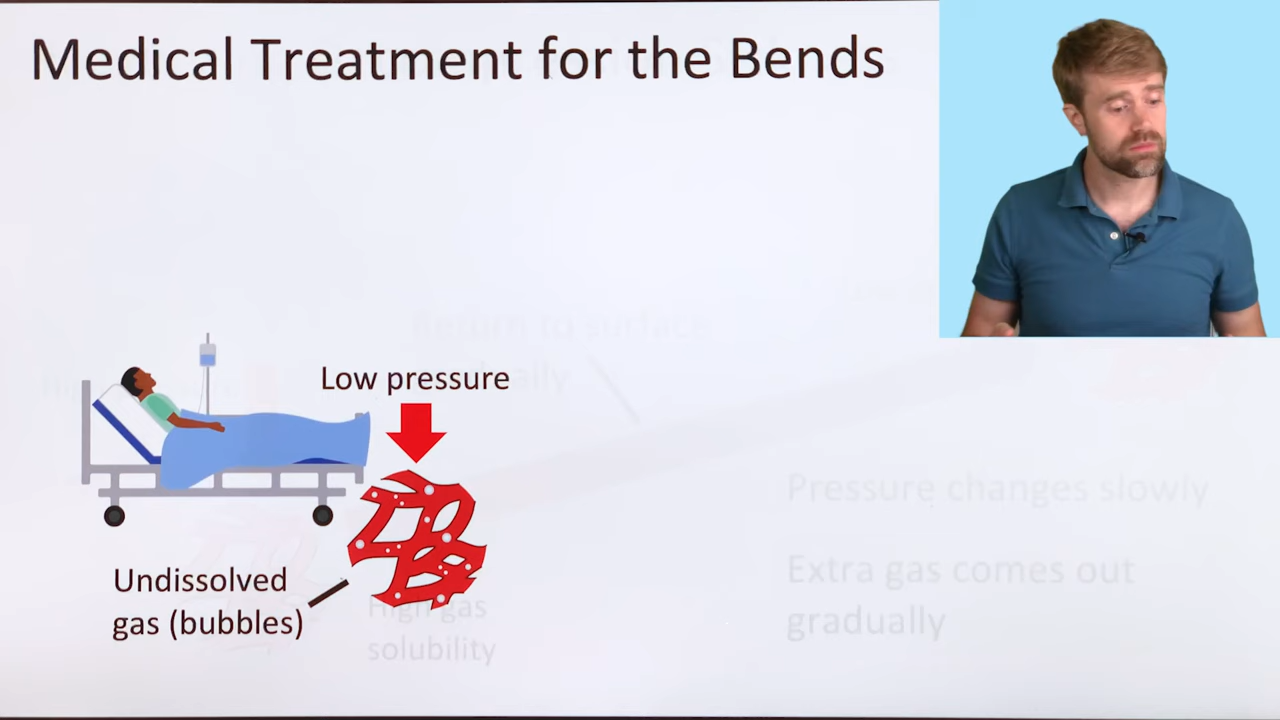 Medical Treatment for the Bends
Return to surface
Low pressure
Undissolved
gas (bubbles)
High gas
solubility
Pressure changes slowly
Extra gas comes out
gradually